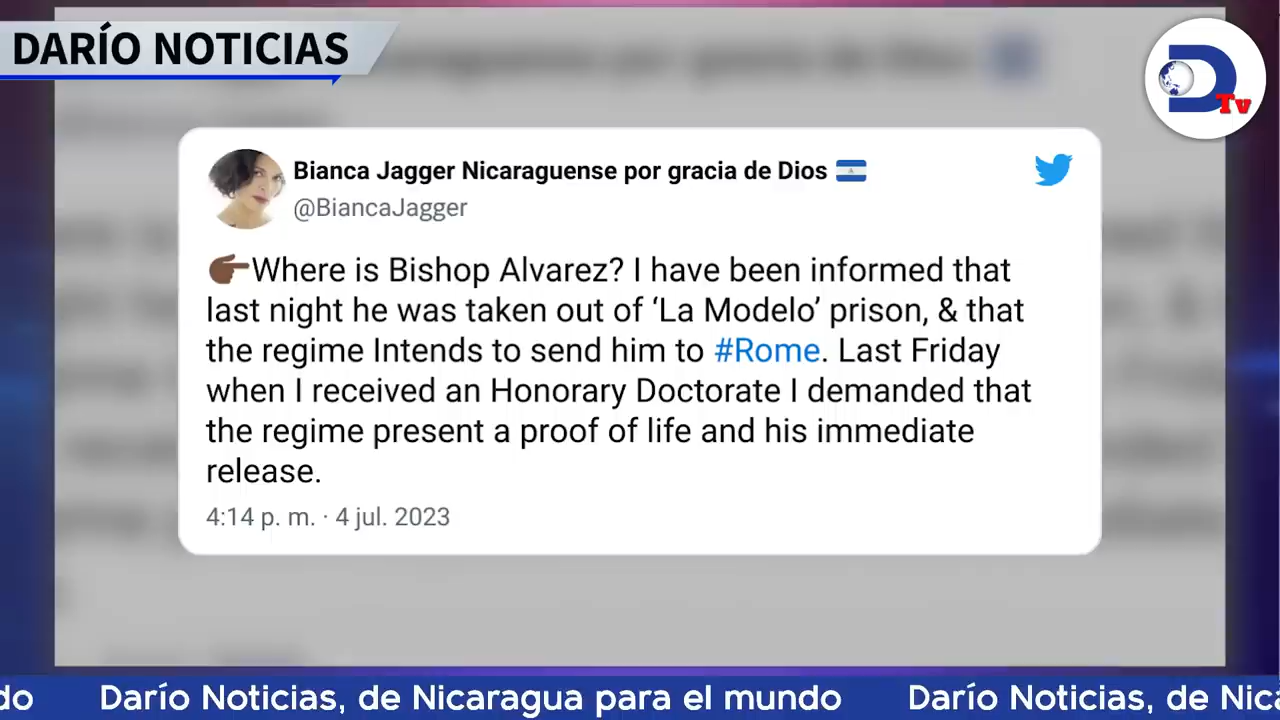 DARÍO NOTICIAS
D
Tv
Bianca Jagger Nicaraguense por gracia de Dios 🇳🇮
@BiancaJagger
👉🏿Where is Bishop Alvarez? I have been informed that
last night he was taken out of ‘La Modelo’ prison, & that
the regime Intends to send him to #Rome. Last Friday
when I received an Honorary Doctorate I demanded that
the regime present a proof of life and his immediate
release.
4:14 p. m. · 4 jul. 2023
do Darío Noticias, de Nicaragua para el mundo Darío Noticias, de Nica